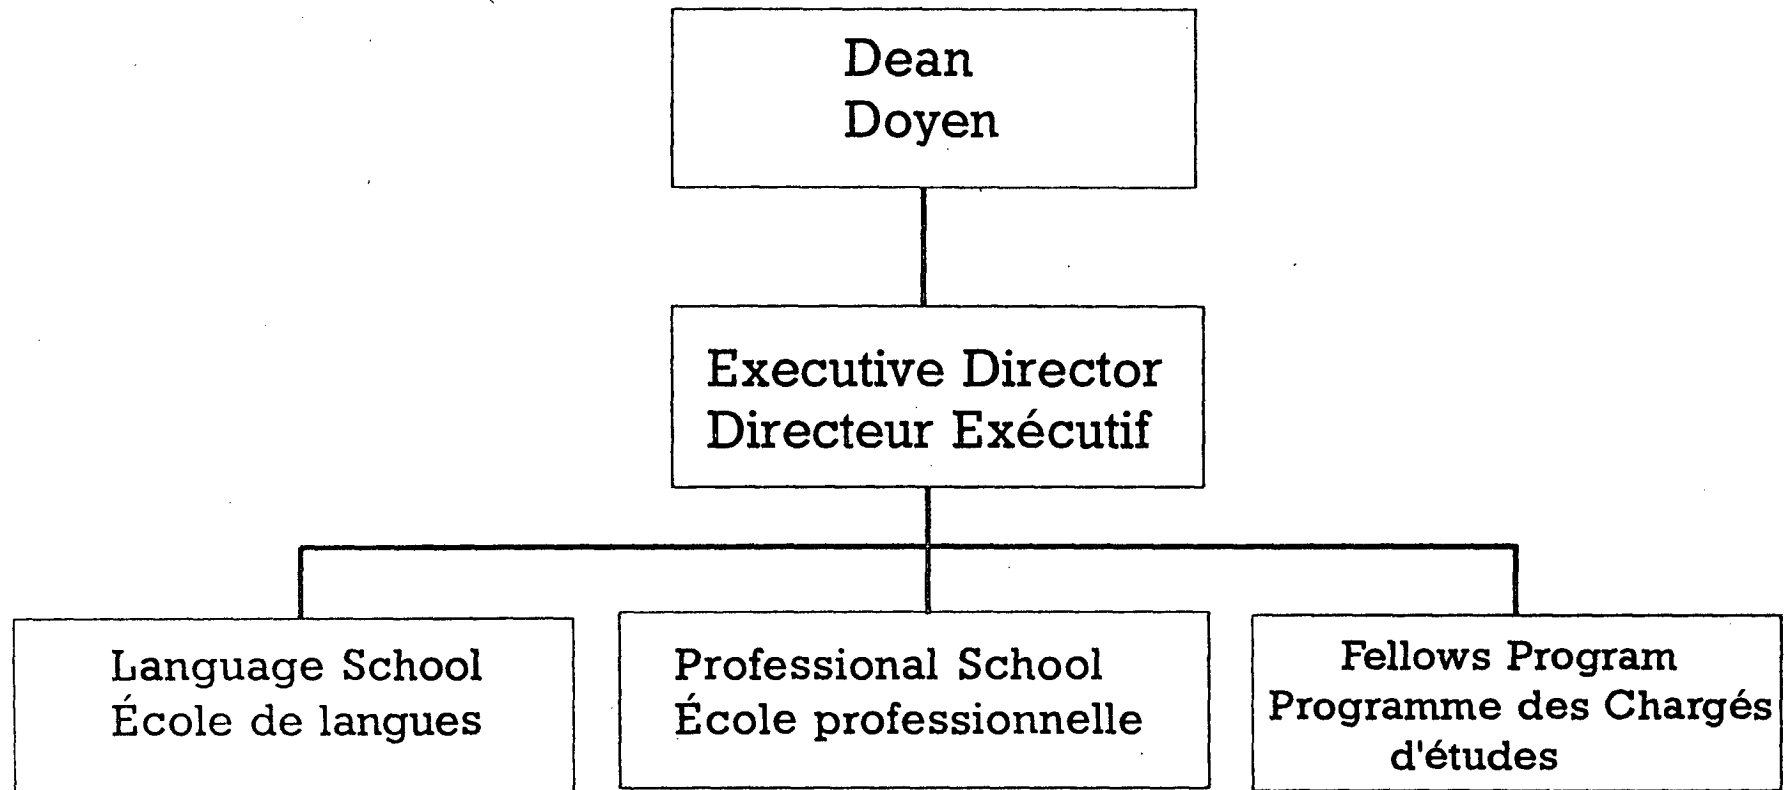 Dean
Doyen
Executive Director
Directeur Exécutif
Language School
École de langues
Professional School
École professionnelle
Fellows Program
Programme des Chargés
d'études